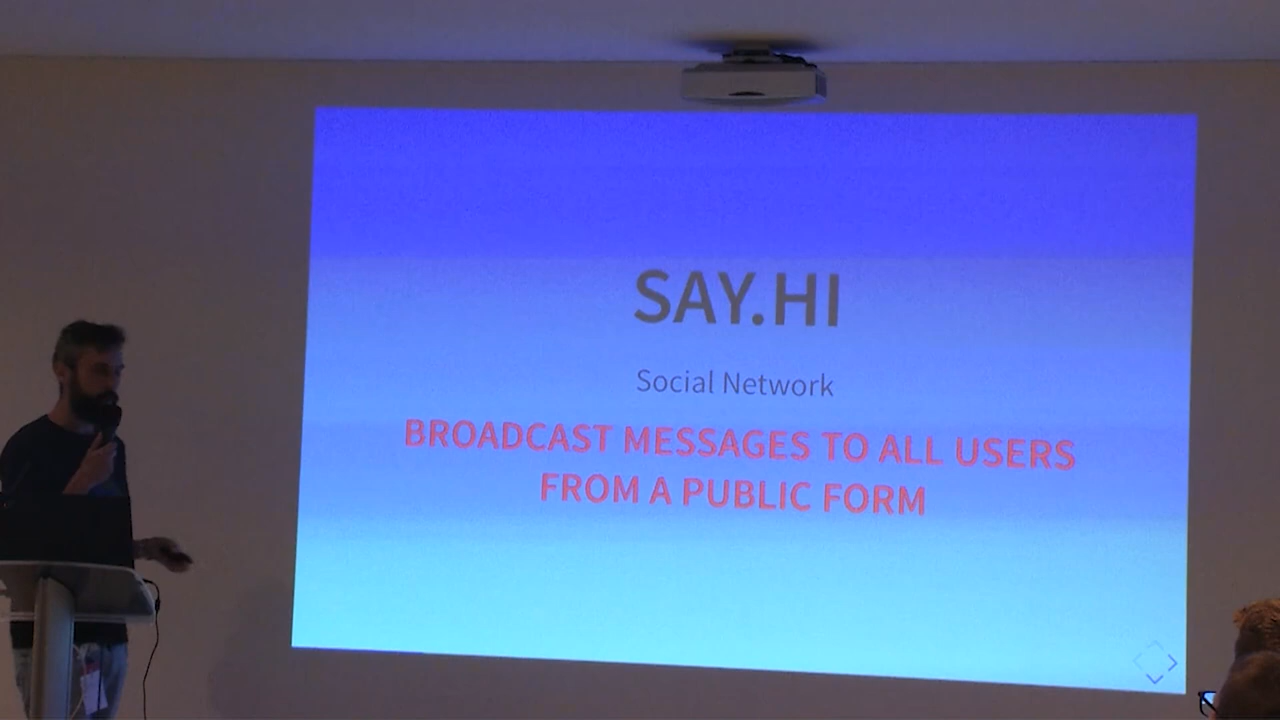 SAY.HI
Social Network
BROADCAST MESSAGES TO ALL USERS
FROM A PUBLIC FORM